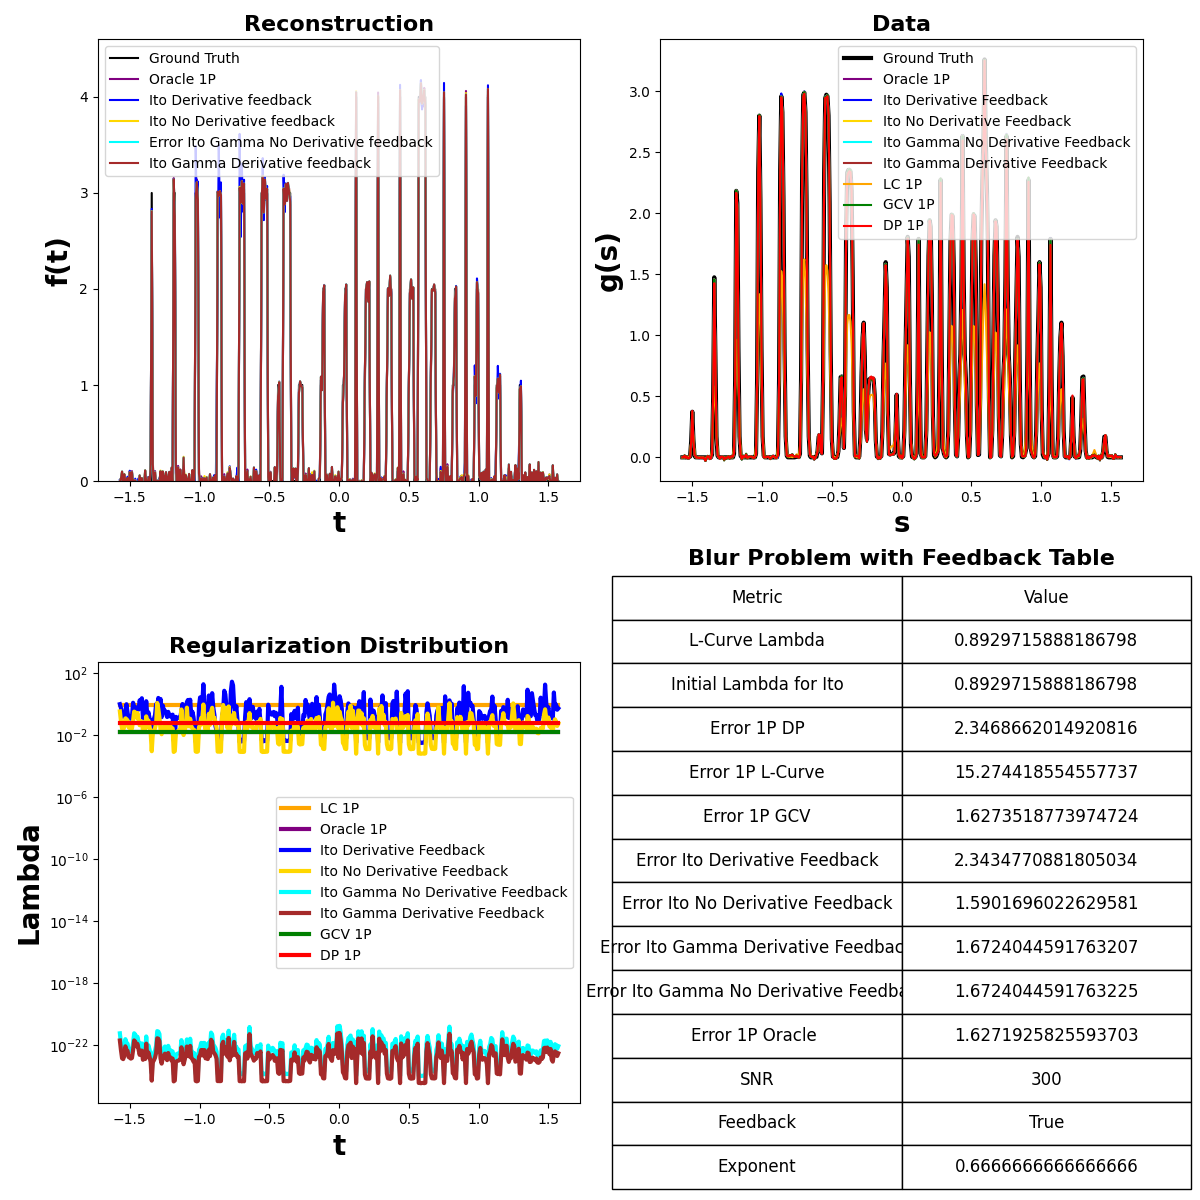 Reconstruction
f(t)
4
3
2
1
0
Ground Truth
Oracle 1P
Ito Derivative feedback
Ito No Derivative feedback
Error Ito Gamma No Derivative feedback
Ito Gamma Derivative feedback
−1.5 −1.0 −0.5 0.0 0.5 1.0 1.5
t
Data
g(s)
3.0
2.5
2.0
1.5
1.0
0.5
0.0
Ground Truth
Oracle 1P
Ito Derivative Feedback
Ito No Derivative Feedback
Ito Gamma No Derivative Feedback
Ito Gamma Derivative Feedback
LC 1P
GCV 1P
DP 1P
−1.5 −1.0 −0.5 0.0 0.5 1.0 1.5
s
Regularization Distribution
Lambda
10²
10⁻²
10⁻⁶
10⁻¹⁰
10⁻¹⁴
10⁻¹⁸
10⁻²²
LC 1P
Oracle 1P
Ito Derivative Feedback
Ito No Derivative Feedback
Ito Gamma No Derivative Feedback
Ito Gamma Derivative Feedback
GCV 1P
DP 1P
−1.5 −1.0 −0.5 0.0 0.5 1.0 1.5
t
Blur Problem with Feedback Table
Metric Value
L-Curve Lambda 0.8929715888186798
Initial Lambda for Ito 0.8929715888186798
Error 1P DP 2.3468662014920816
Error 1P L-Curve 15.274418554557737
Error 1P GCV 1.6273518773974724
Error Ito Derivative Feedback 2.3434770881805034
Error Ito No Derivative Feedback 1.5901696022629581
Error Ito Gamma Derivative Feedbac 1.6724044591763207
Error Ito Gamma No Derivative Feedba 1.6724044591763225
Error 1P Oracle 1.6271925825593703
SNR 300
Feedback True
Exponent 0.6666666666666666